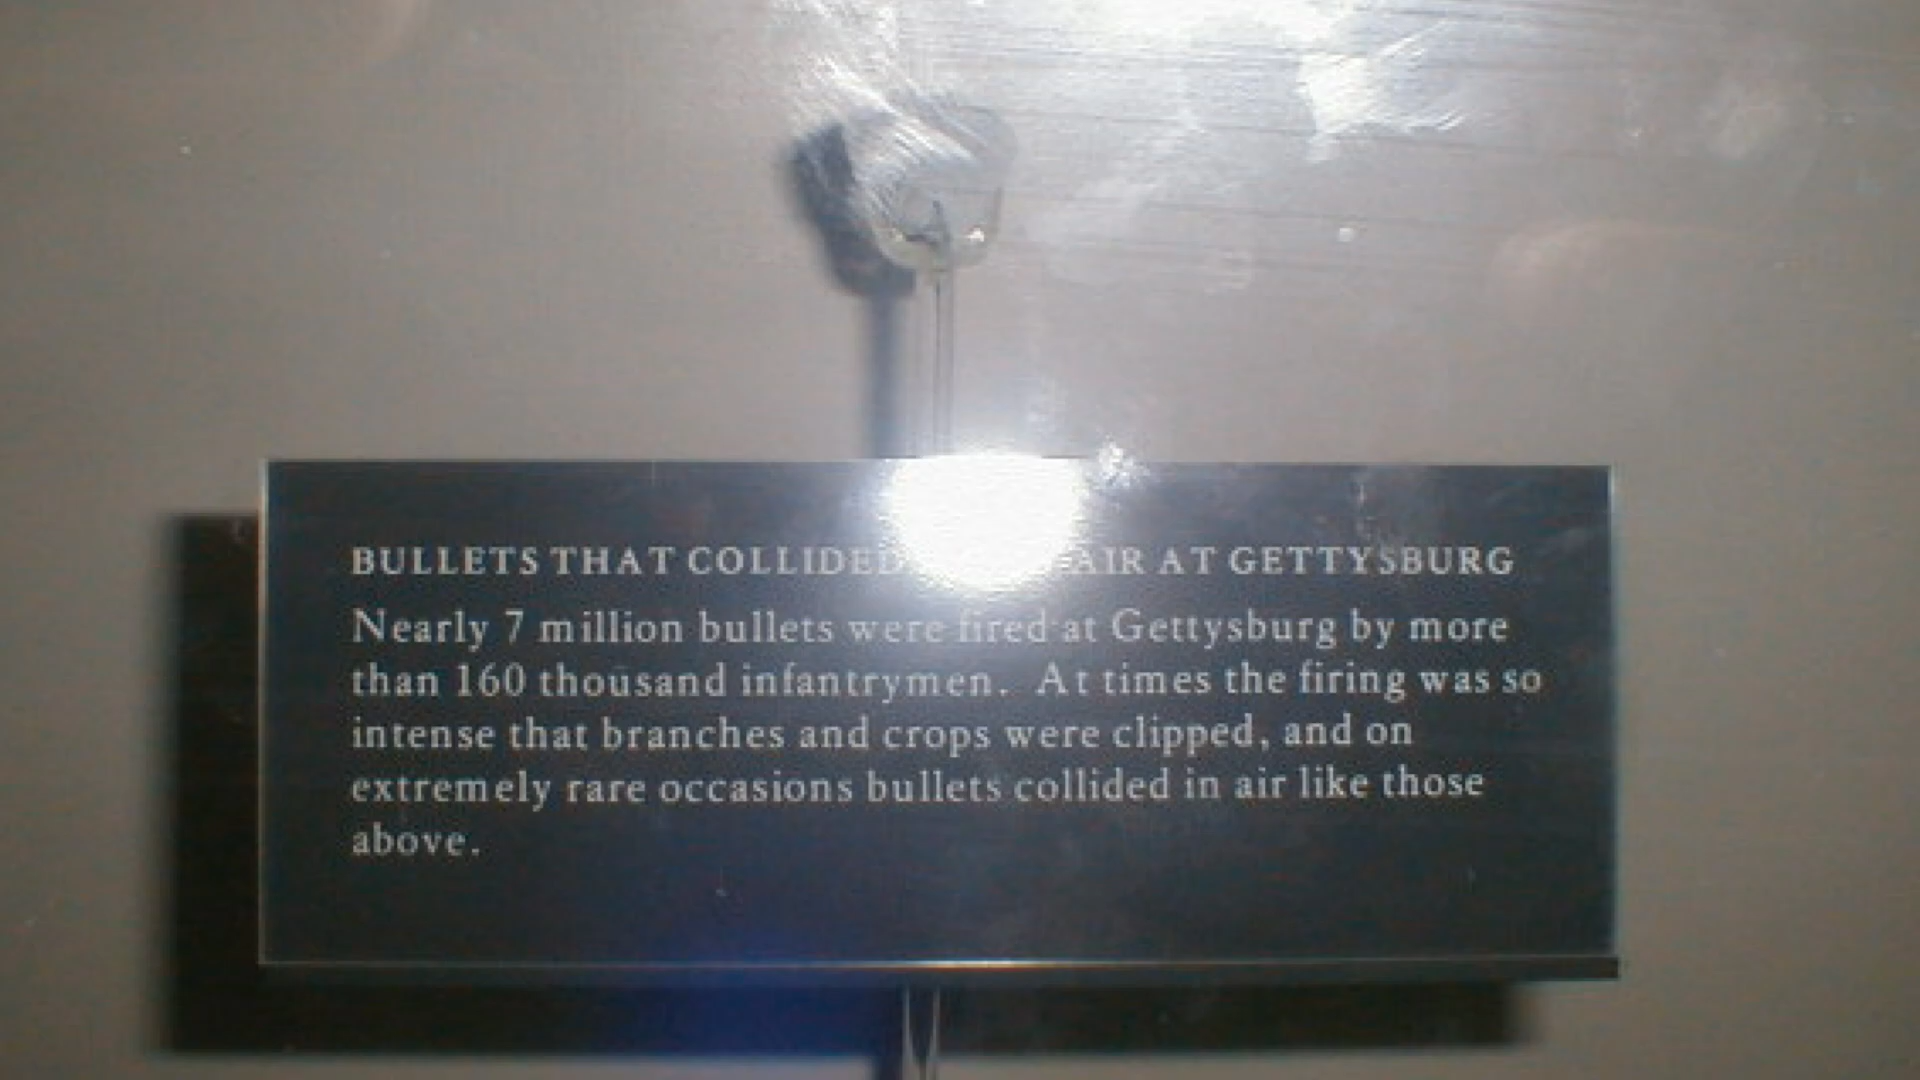 BULLETS THAT COLLIDED AIR AT GETTYSBURG
Nearly 7 million bullets were fired at Gettysburg by more
than 160 thousand infantrymen. At times the firing was so
intense that branches and crops were clipped, and on
extremely rare occasions bullets collided in air like those
above.